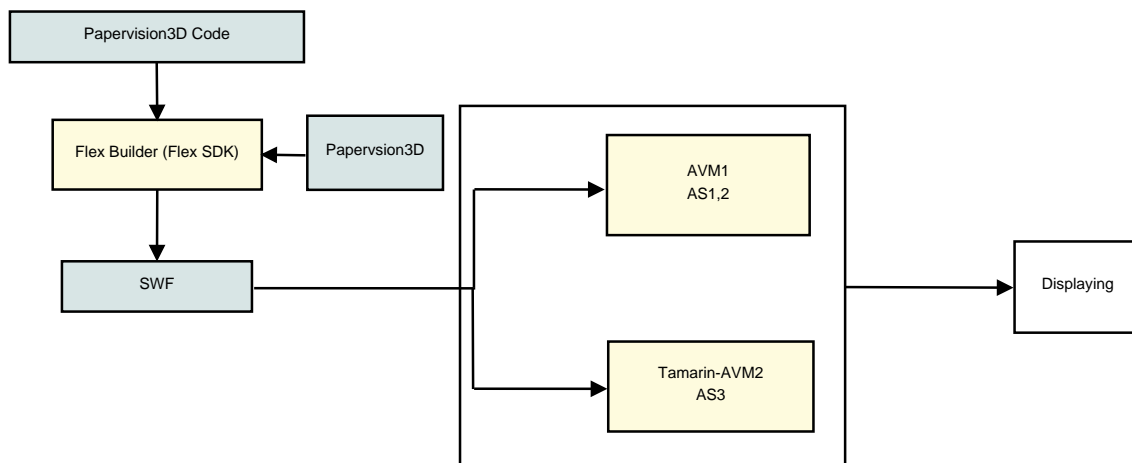 Papervision3D Code
Flex Builder (Flex SDK)
Papervsion3D
SWF
AVM1
AS1,2
Tamarin-AVM2
AS3
Displaying